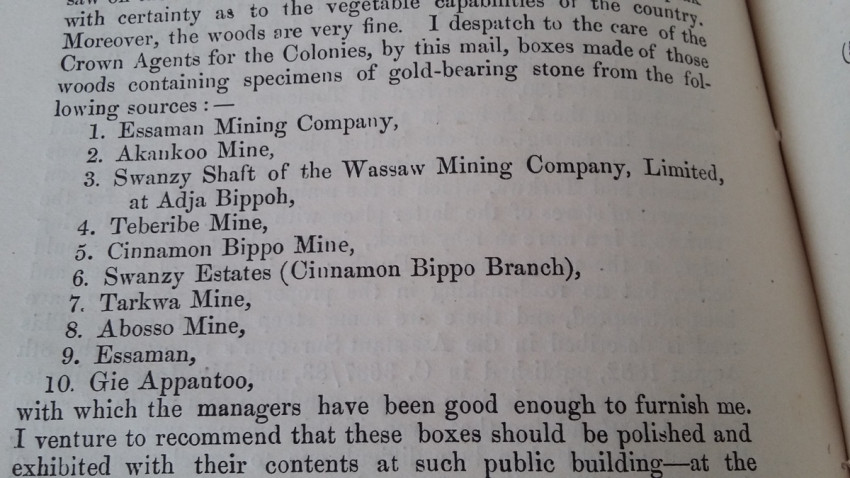 with certainty as to the vegetable capabilities of the country.
Moreover, the woods are very fine. I despatch to the care of the
Crown Agents for the Colonies, by this mail, boxes made of those
woods containing specimens of gold-bearing stone from the fol-
lowing sources :—
1. Essaman Mining Company,
2. Akankoo Mine,
3. Swanzy Shaft of the Wassaw Mining Company, Limited,
at Adja Bippoh,
4. Teberibe Mine,
5. Cinnamon Bippo Mine,
6. Swanzy Estates (Cinnamon Bippo Branch),
7. Tarkwa Mine,
8. Abosso Mine,
9. Essaman,
10. Gie Appantoo,
with which the managers have been good enough to furnish me.
I venture to recommend that these boxes should be polished and
exhibited with their contents at such public building—at the